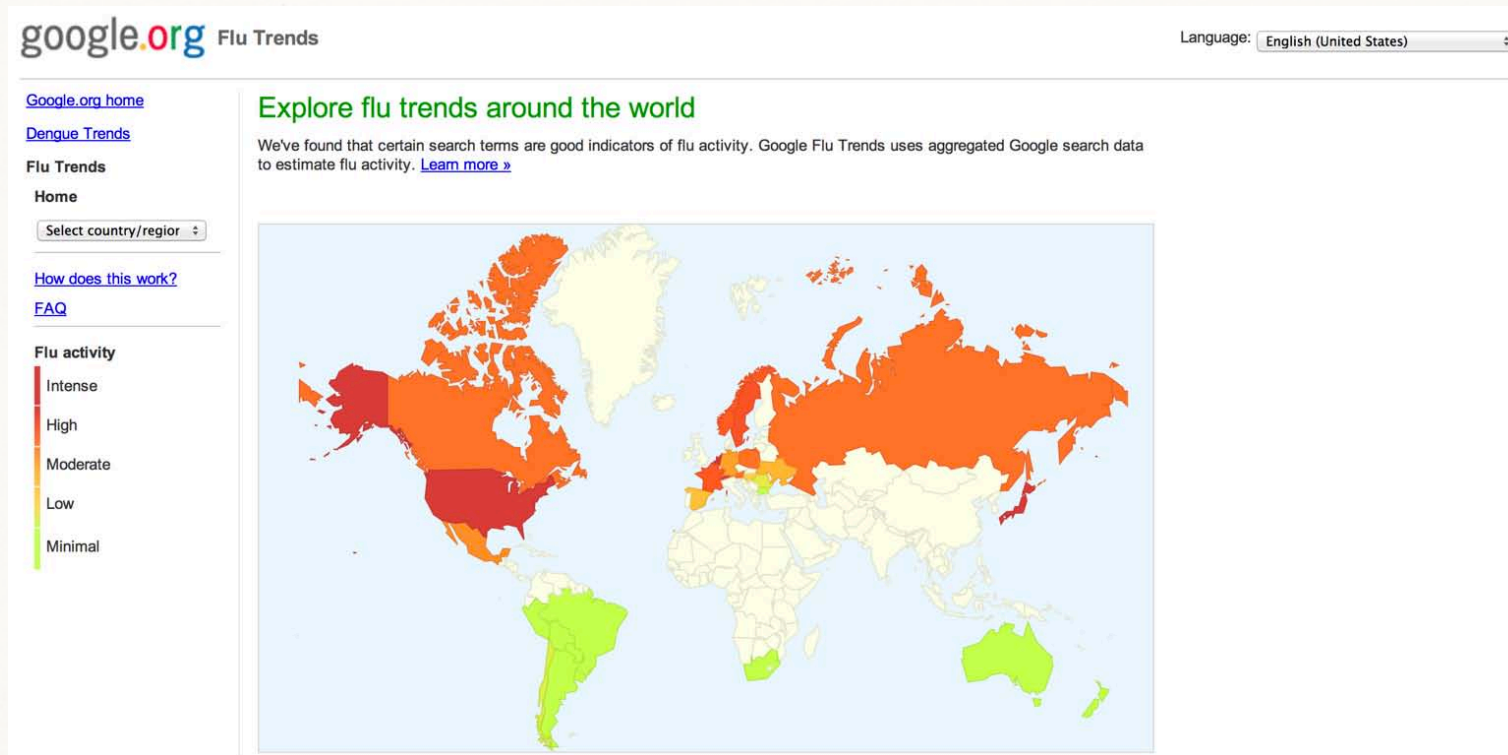 google.org Flu Trends
Language: English (United States)
Google.org home
Dengue Trends
Flu Trends
Home
Select country/regior
How does this work?
FAQ
Flu activity
Intense
High
Moderate
Low
Minimal
Explore flu trends around the world
We've found that certain search terms are good indicators of flu activity. Google Flu Trends uses aggregated Google search data
to estimate flu activity. Learn more »